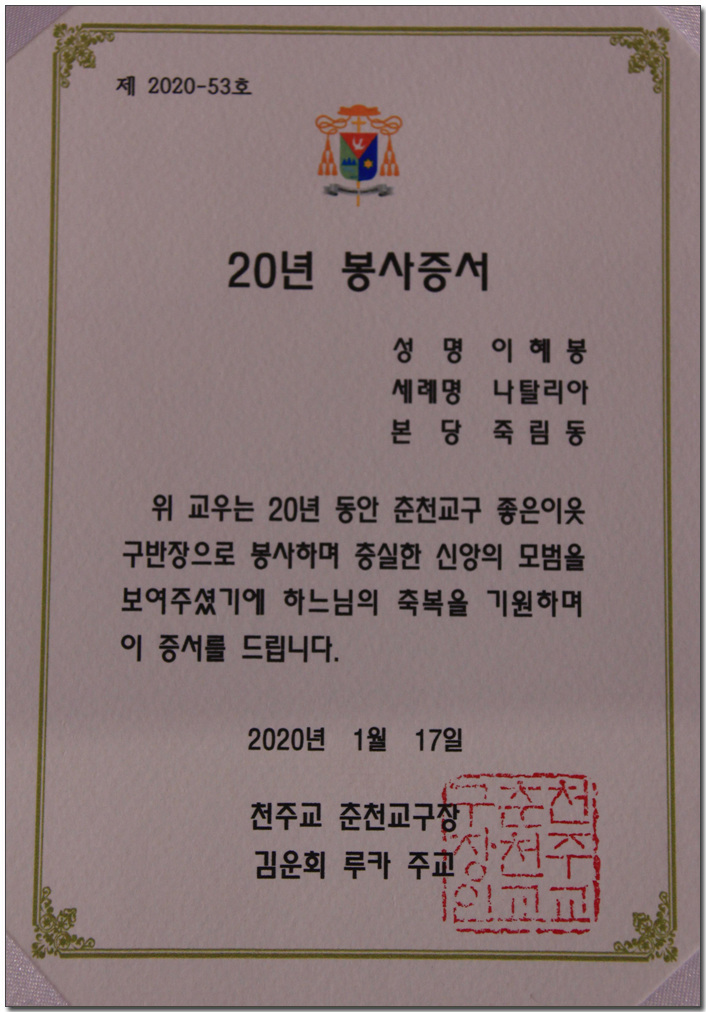 제 2020-53호
20년 봉사증서
성 명 이혜봉
세례명 나탈리아
본 당 죽림동
위 교우는 20년 동안 춘천교구 좋은이웃
구반장으로 봉사하며 충실한 신앙의 모범을
보여주셨기에 하느님의 축복을 기원하며
이 증서를 드립니다.
2020년 1월 17일
천주교 춘천교구장
김운회 루카 주교
천주교
춘천교
구장인